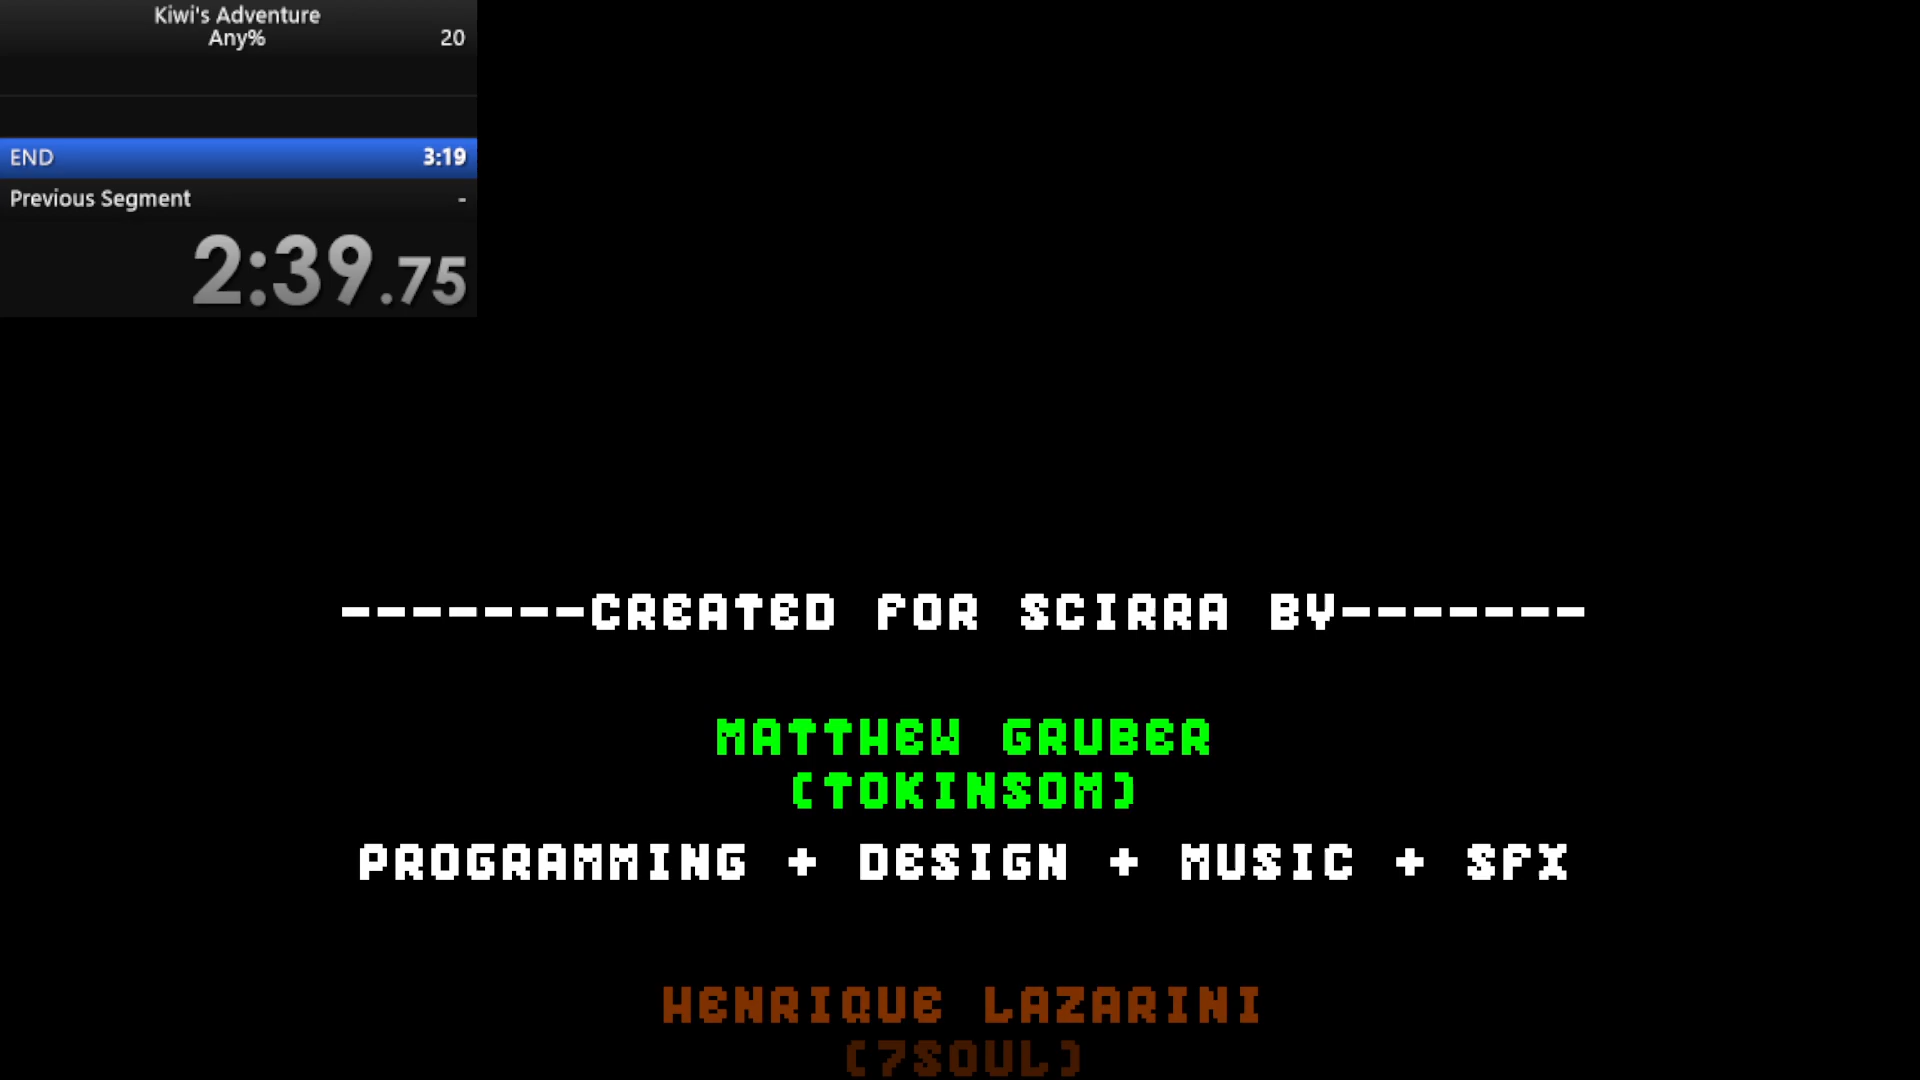 Kiwi's Adventure
Any% 20
END 3:19
Previous Segment -
2:39.75
-------CREATED FOR SCIRRA BY-------
MATTHEW GRUBER
(TOKINSOM)
PROGRAMMING + DESIGN + MUSIC + SFX
HENRIQUE LAZARINI
(7SOUL)